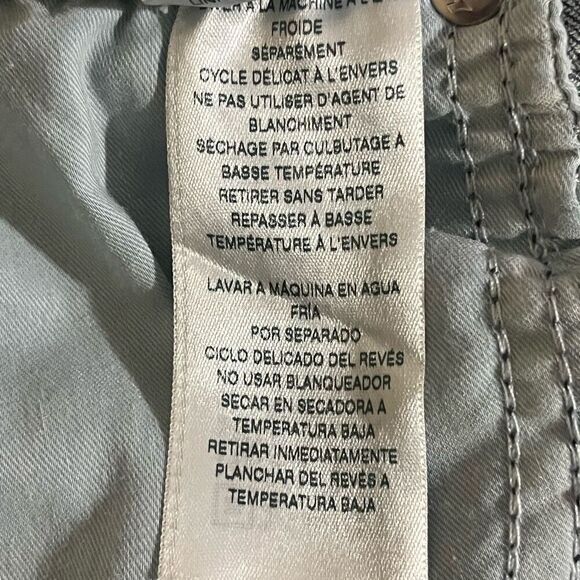 À LA MACHINE À L'E
FROIDE
SÉPARÉMENT
CYCLE DÉLICAT À L'ENVERS
NE PAS UTILISER D'AGENT DE
BLANCHIMENT
SÉCHAGE PAR CULBUTAGE À
BASSE TEMPÉRATURE
RETIRER SANS TARDER
REPASSER À BASSE
TEMPÉRATURE À L'ENVERS
LAVAR A MÁQUINA EN AGUA
FRÍA
POR SEPARADO
CICLO DELICADO DEL REVÉS
NO USAR BLANQUEADOR
SECAR EN SECADORA A
TEMPERATURA BAJA
RETIRAR INMEDIATAMENTE
PLANCHAR DEL REVÉS A
TEMPERATURA BAJA